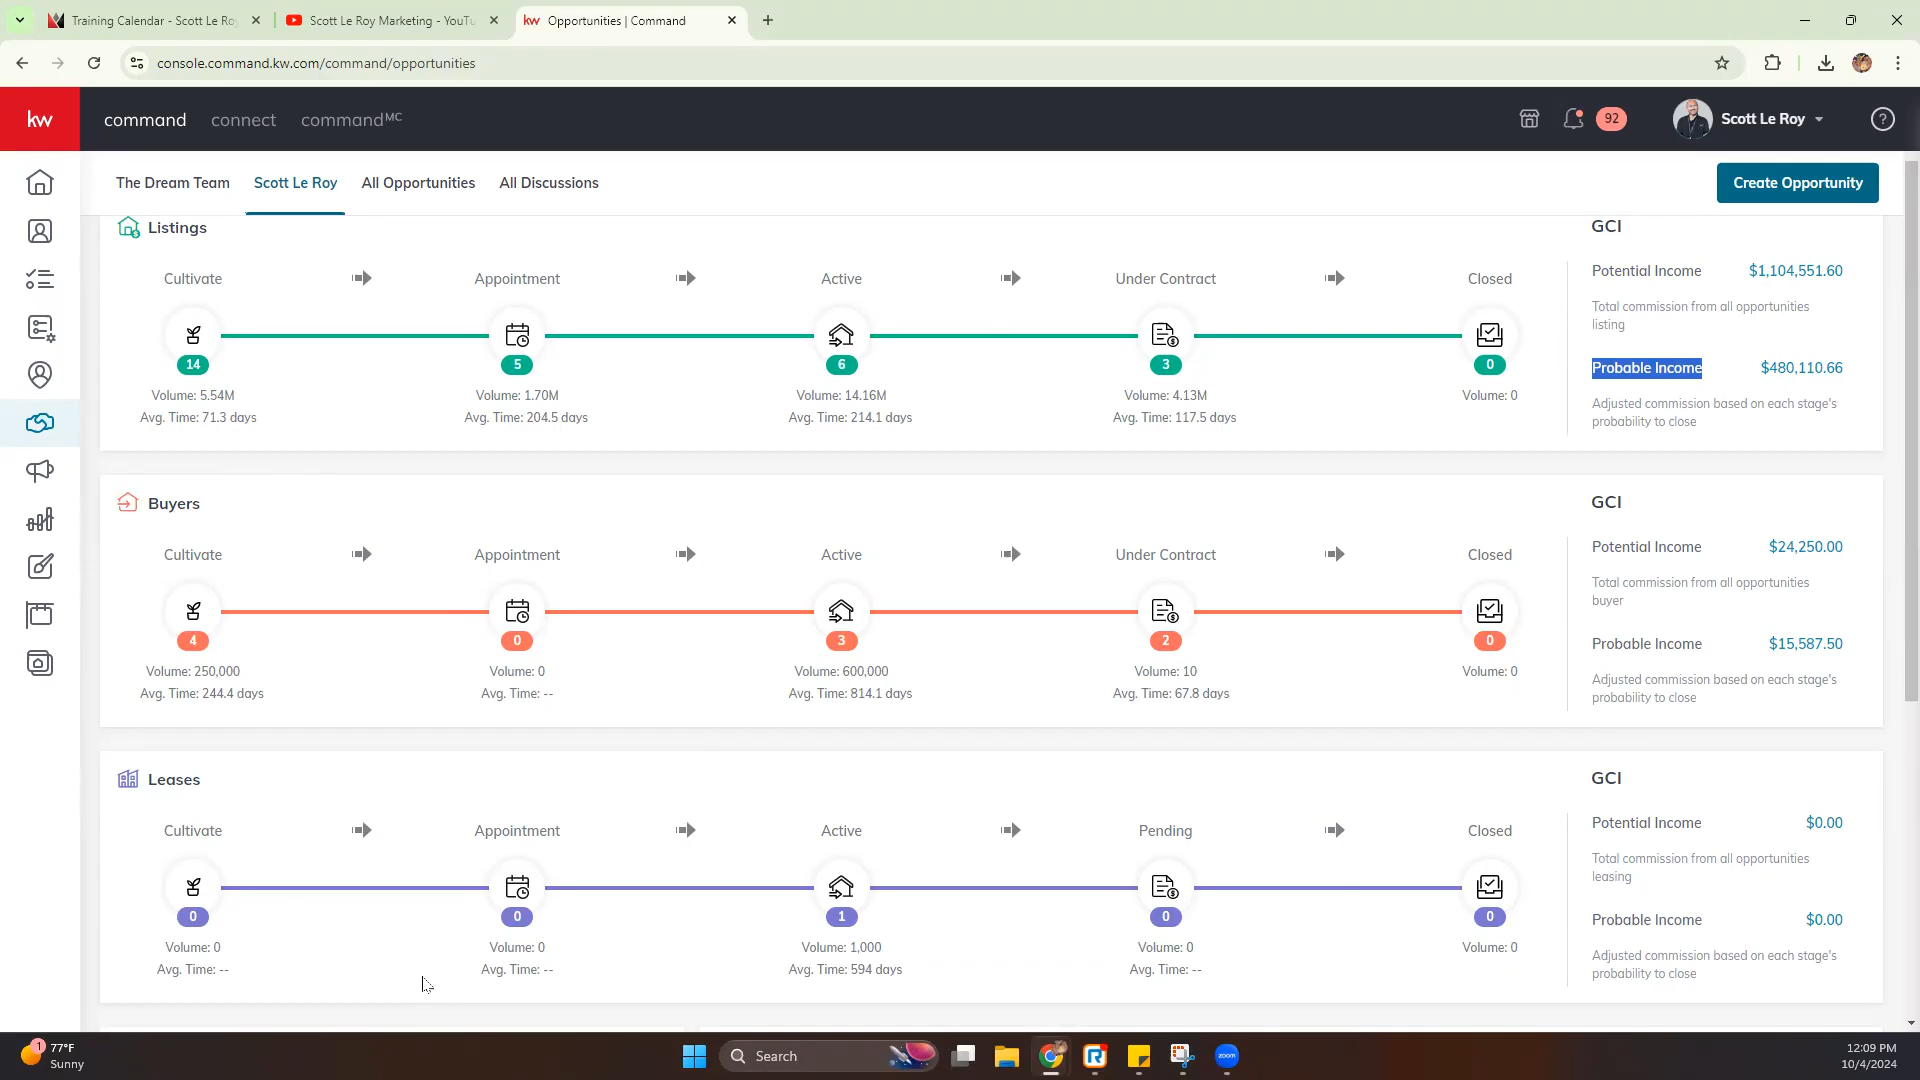 Training Calendar - Scott Le Ro
Scott Le Roy Marketing - YouTu
kw Opportunities | Command
console.command.kw.com/command/opportunities
kw
command connect commandMC
92
Scott Le Roy
?
The Dream Team Scott Le Roy All Opportunities All Discussions
Create Opportunity
Listings
Cultivate Appointment Active Under Contract Closed
14 5 6 3 0
Volume: 5.54M Volume: 1.70M Volume: 14.16M Volume: 4.13M Volume: 0
Avg. Time: 71.3 days Avg. Time: 204.5 days Avg. Time: 214.1 days Avg. Time: 117.5 days
GCI
Potential Income $1,104,551.60
Total commission from all opportunities
listing
Probable Income $480,110.66
Adjusted commission based on each stage's
probability to close
Buyers
Cultivate Appointment Active Under Contract Closed
4 0 3 2 0
Volume: 250,000 Volume: 0 Volume: 600,000 Volume: 10 Volume: 0
Avg. Time: 244.4 days Avg. Time: -- Avg. Time: 814.1 days Avg. Time: 67.8 days
GCI
Potential Income $24,250.00
Total commission from all opportunities
buyer
Probable Income $15,587.50
Adjusted commission based on each stage's
probability to close
Leases
Cultivate Appointment Active Pending Closed
0 0 1 0 0
Volume: 0 Volume: 0 Volume: 1,000 Volume: 0 Volume: 0
Avg. Time: -- Avg. Time: -- Avg. Time: 594 days Avg. Time: --
GCI
Potential Income $0.00
Total commission from all opportunities
leasing
Probable Income $0.00
Adjusted commission based on each stage's
probability to close
1
77°F
Sunny
Search
zoom
12:09 PM
10/4/2024